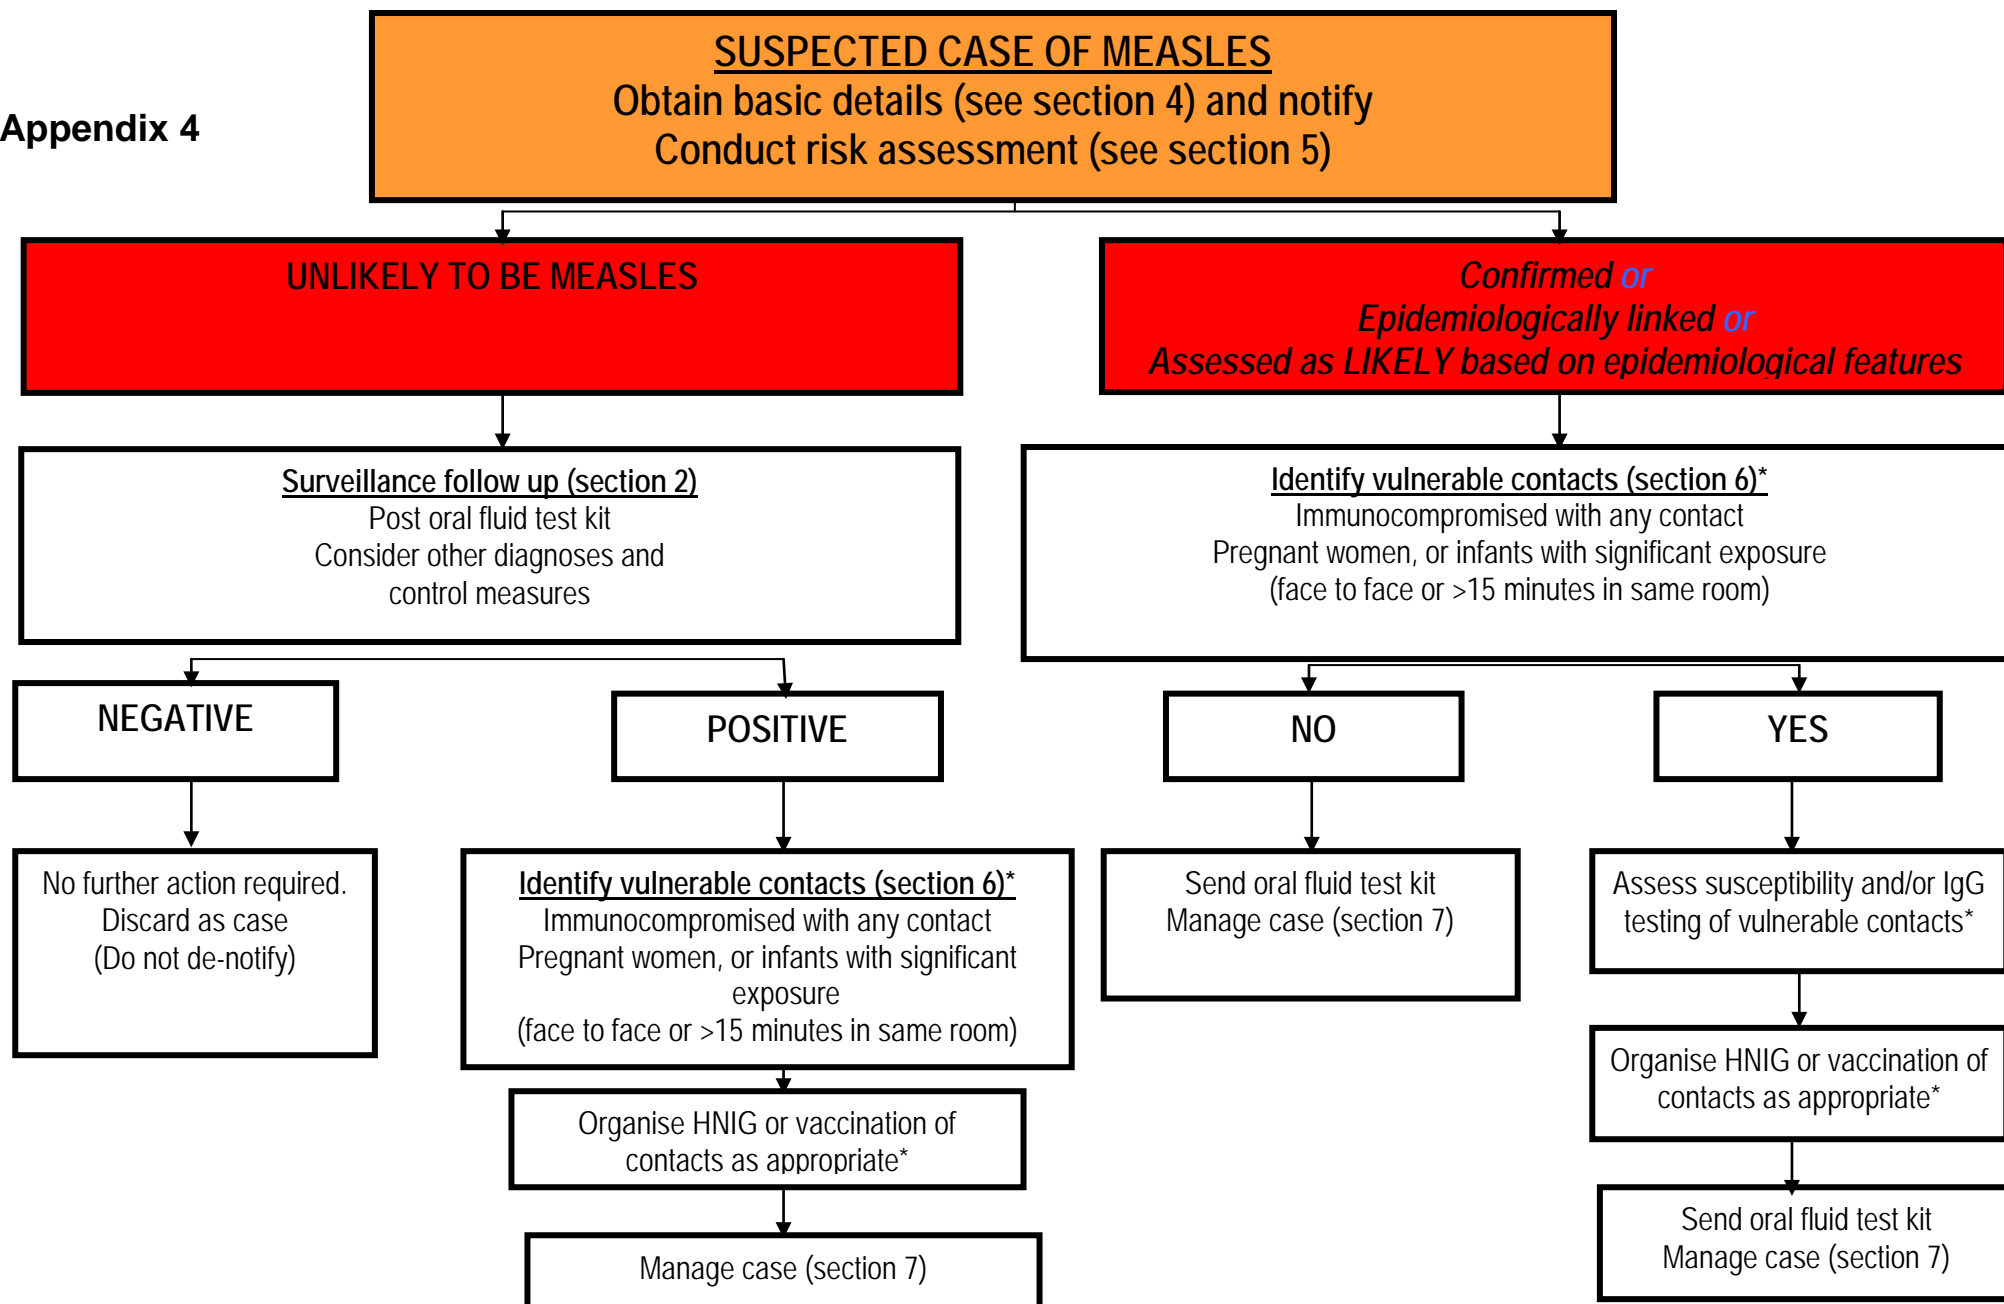 SUSPECTED CASE OF MEASLES
Obtain basic details (see section 4) and notify
Conduct risk assessment (see section 5)
Appendix 4
UNLIKELY TO BE MEASLES
Confirmed or
Epidemiologically linked or
Assessed as LIKELY based on epidemiological features
Surveillance follow up (section 2)
Post oral fluid test kit
Consider other diagnoses and
control measures
Identify vulnerable contacts (section 6)*
Immunocompromised with any contact
Pregnant women, or infants with significant exposure
(face to face or >15 minutes in same room)
NEGATIVE
POSITIVE
NO
YES
No further action required.
Discard as case
(Do not de-notify)
Identify vulnerable contacts (section 6)*
Immunocompromised with any contact
Pregnant women, or infants with significant
exposure
(face to face or >15 minutes in same room)
Send oral fluid test kit
Manage case (section 7)
Assess susceptibility and/or IgG
testing of vulnerable contacts*
Organise HNIG or vaccination of
contacts as appropriate*
Organise HNIG or vaccination of
contacts as appropriate*
Manage case (section 7)
Send oral fluid test kit
Manage case (section 7)